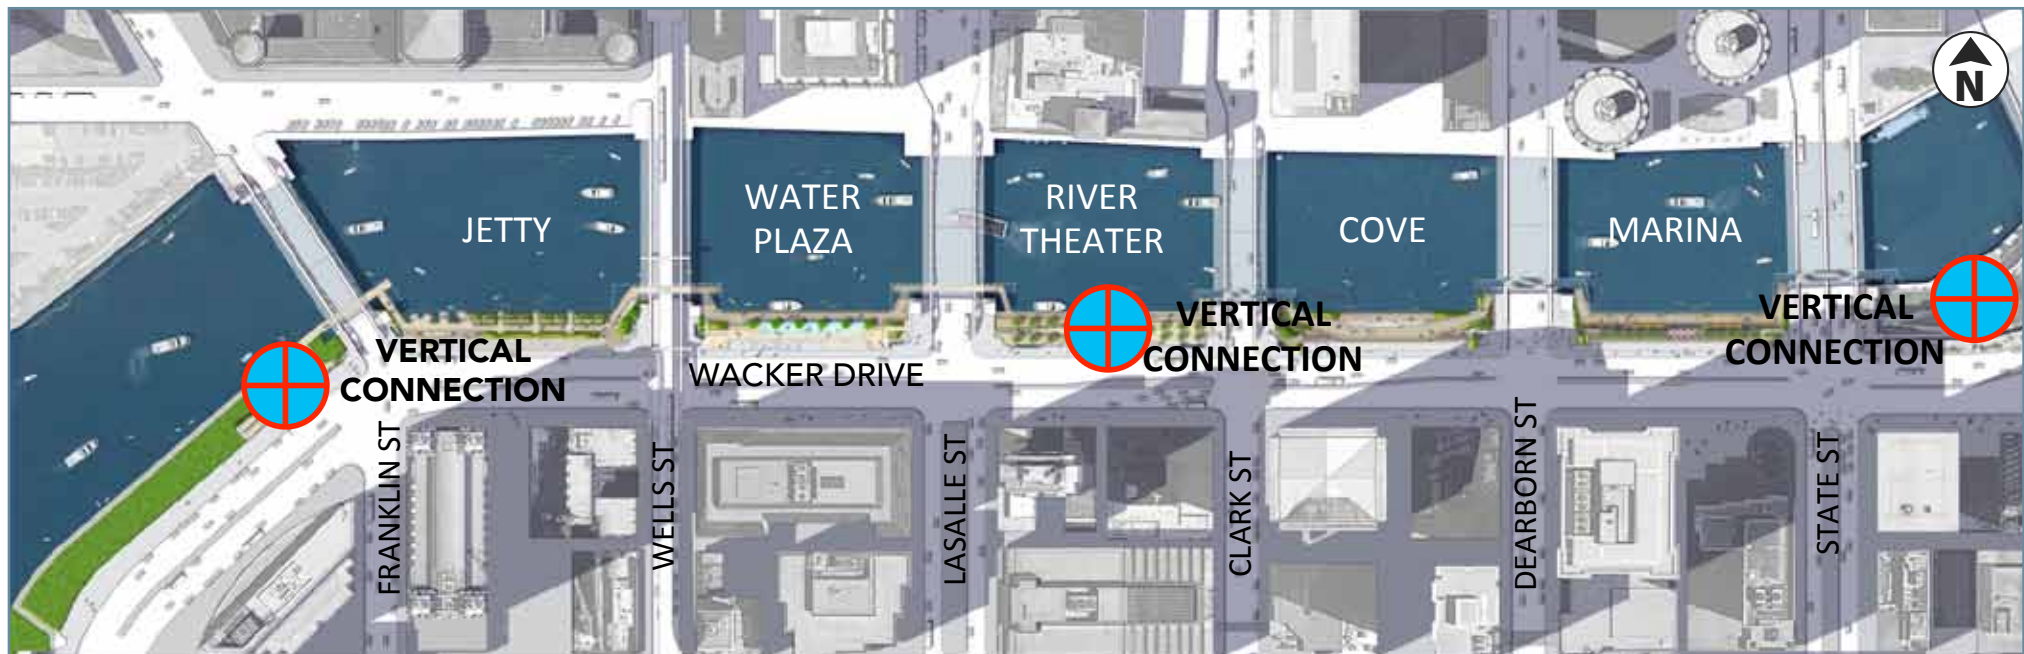 N
JETTY
WATER
PLAZA
RIVER
THEATER
COVE
MARINA
VERTICAL
CONNECTION
VERTICAL
CONNECTION
VERTICAL
CONNECTION
WACKER DRIVE
FRANKLIN ST
WELLS ST
LASALLE ST
CLARK ST
DEARBORN ST
STATE ST